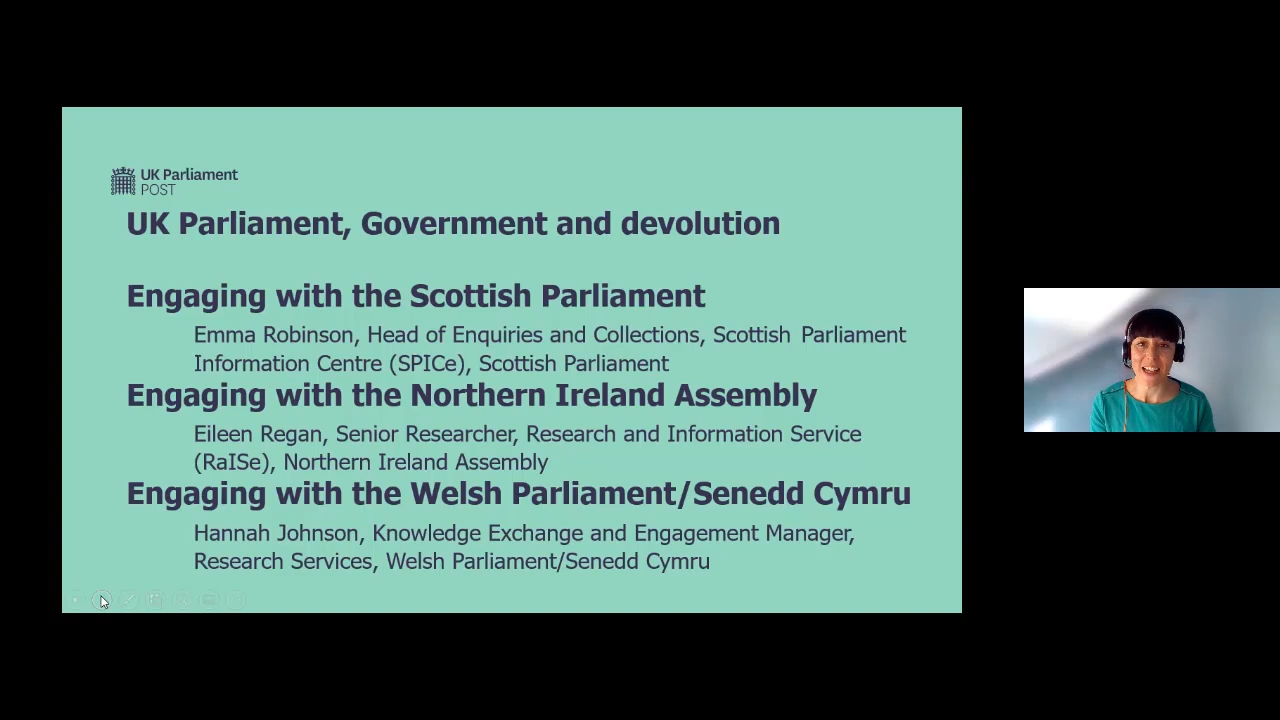 UK Parliament
POST
UK Parliament, Government and devolution
Engaging with the Scottish Parliament
Emma Robinson, Head of Enquiries and Collections, Scottish Parliament
Information Centre (SPICe), Scottish Parliament
Engaging with the Northern Ireland Assembly
Eileen Regan, Senior Researcher, Research and Information Service
(RaISe), Northern Ireland Assembly
Engaging with the Welsh Parliament/Senedd Cymru
Hannah Johnson, Knowledge Exchange and Engagement Manager,
Research Services, Welsh Parliament/Senedd Cymru